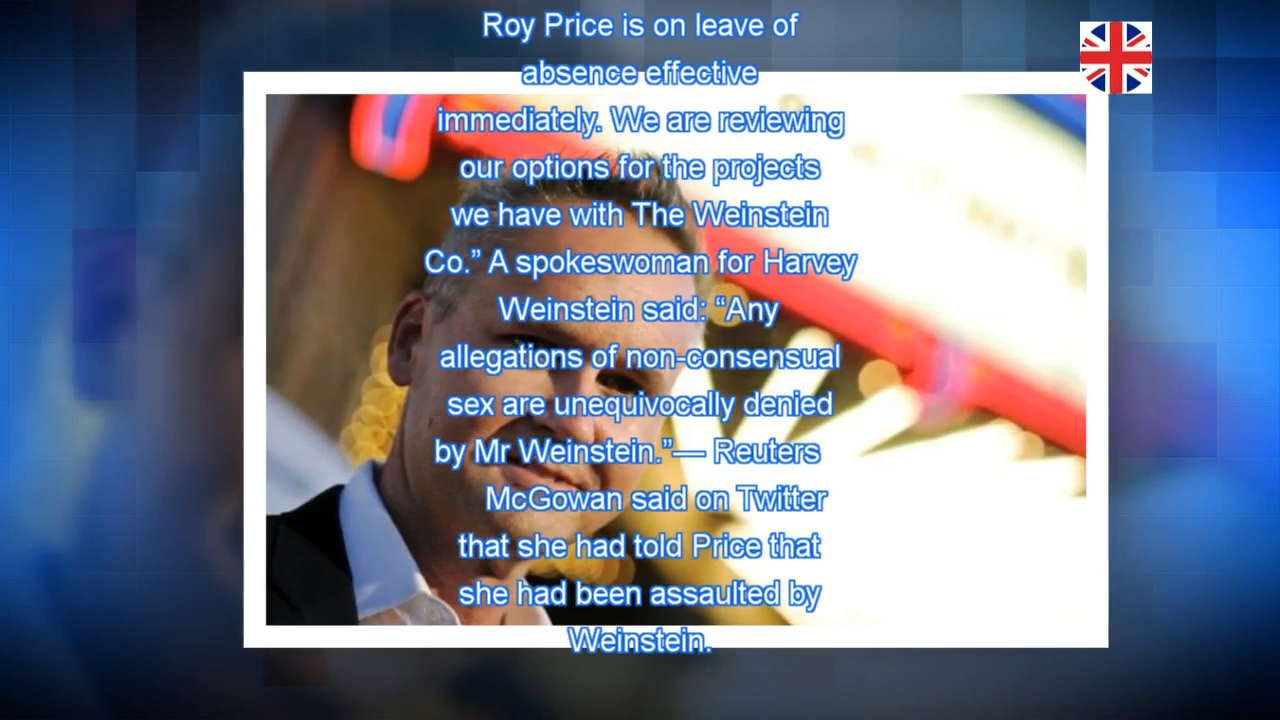 Roy Price is on leave of
absence effective
immediately. We are reviewing
our options for the projects
we have with The Weinstein
Co.” A spokeswoman for Harvey
Weinstein said: “Any
allegations of non-consensual
sex are unequivocally denied
by Mr Weinstein.”— Reuters
McGowan said on Twitter
that she had told Price that
she had been assaulted by
Weinstein.